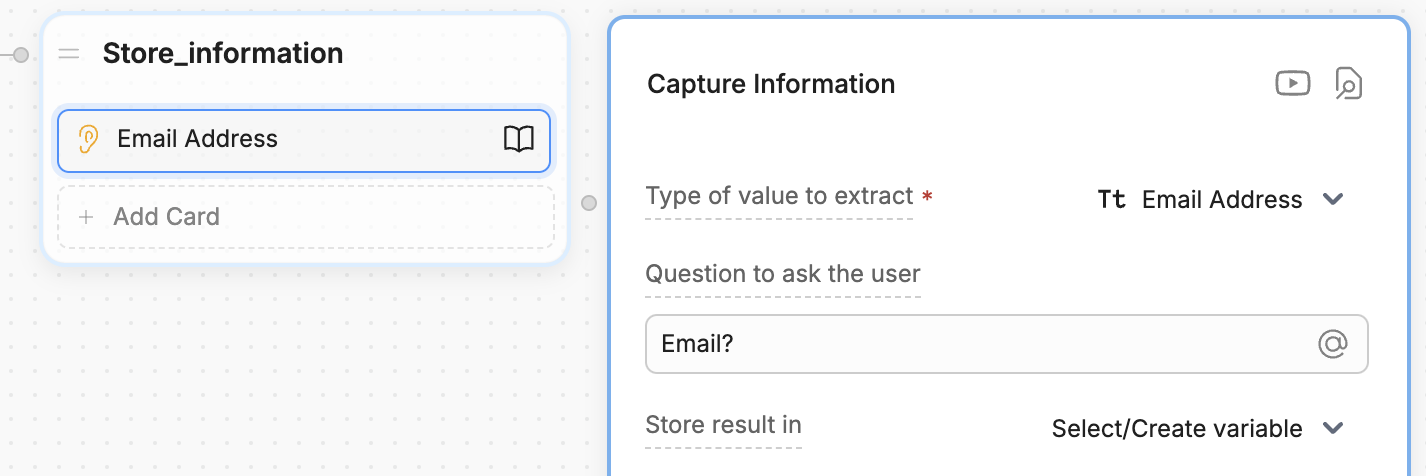 Store_information
Email Address
+ Add Card
Capture Information
Type of value to extract *
Tt Email Address
Question to ask the user
Email?
Store result in
Select/Create variable